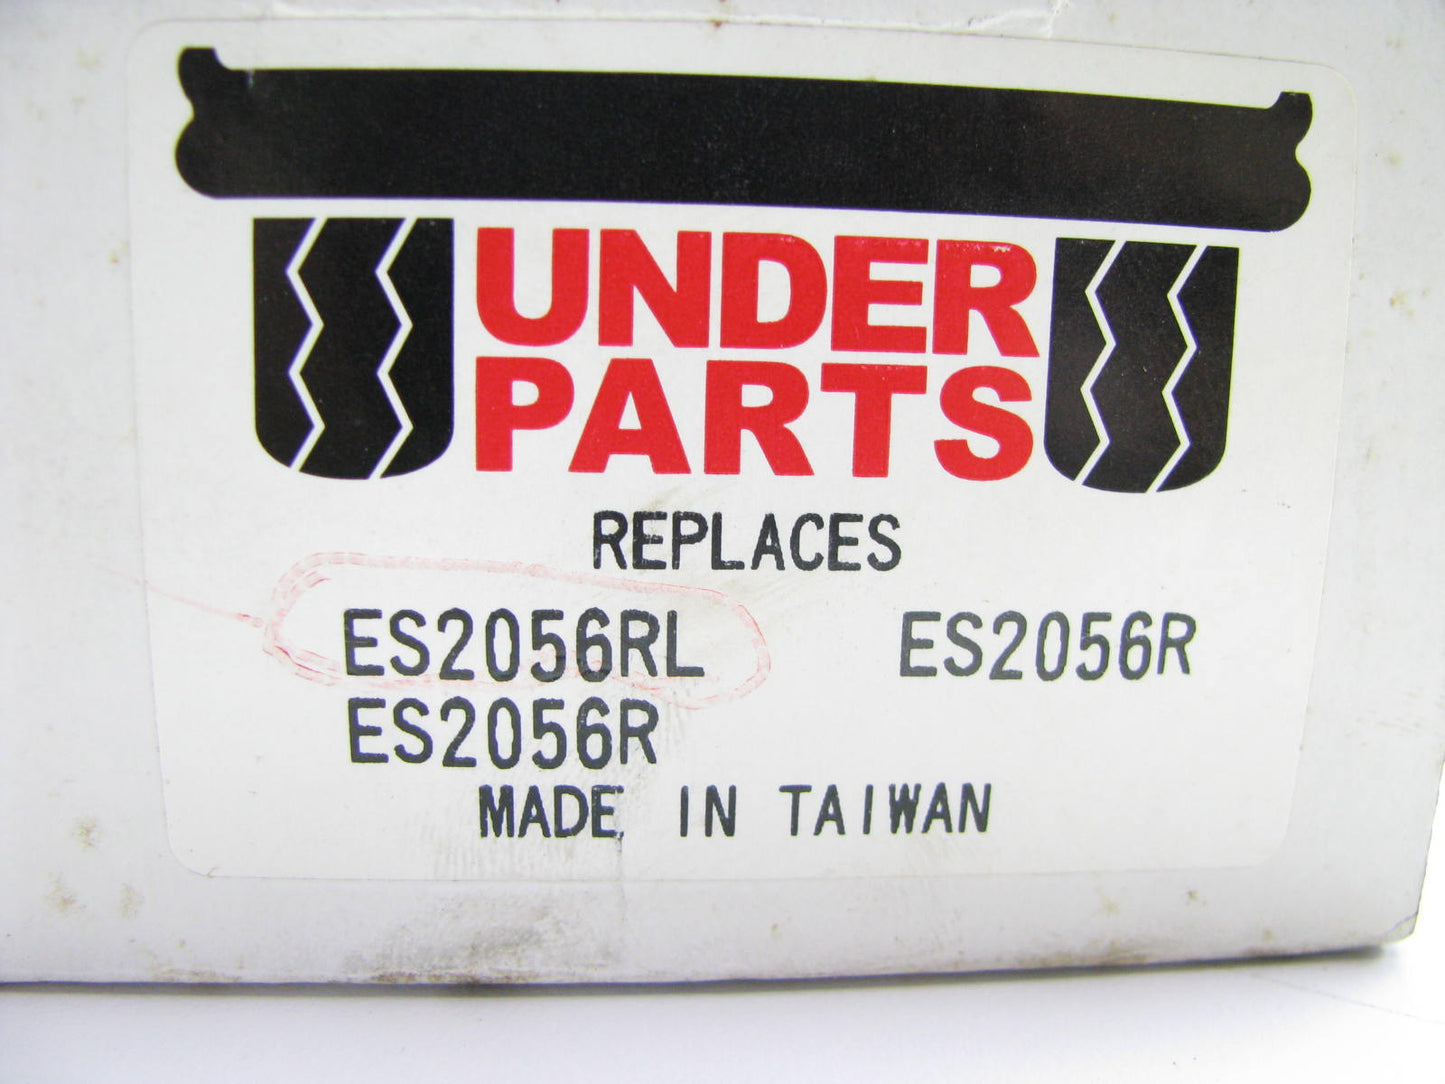 UNDER
PARTS
REPLACES
ES2056RL ES2056R
ES2056R
MADE IN TAIWAN